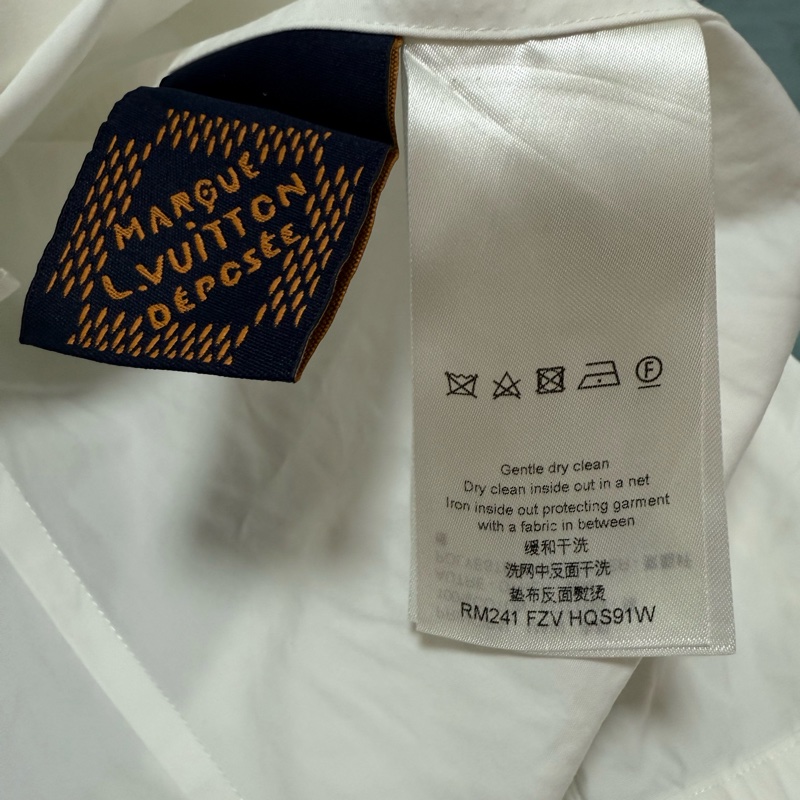 MARQUE
L.VUITTON
DÉPOSÉE
Gentle dry clean
Dry clean inside out in a net
Iron inside out protecting garment
with a fabric in between
缓和干洗
洗网中反面干洗
垫布反面熨烫
RM241 FZV HQS91W